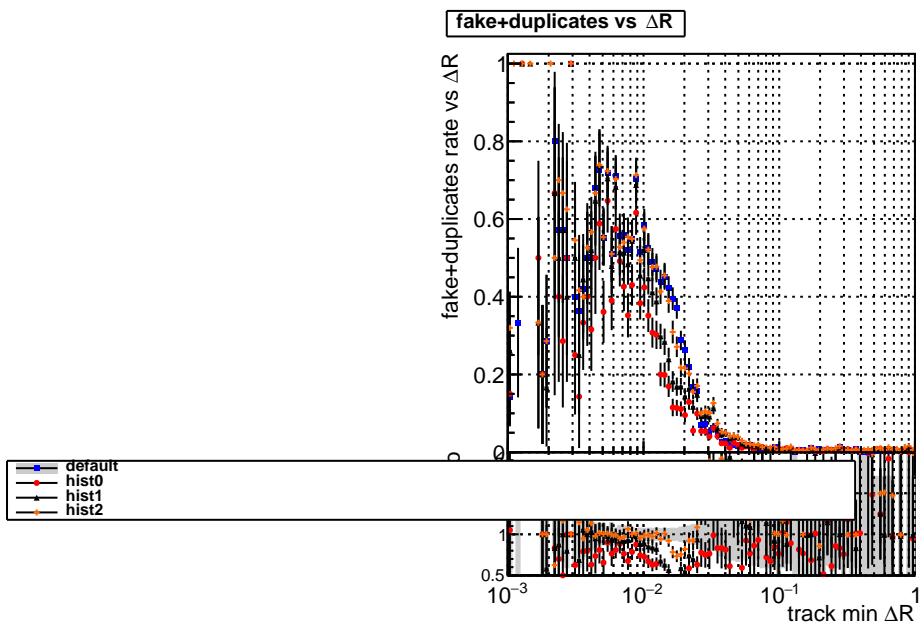 fake+duplicates vs ΔR
fake+duplicates rate vs ΔR
1
0.8
0.6
0.4
0.2
0
default
hist0
hist1
hist2
1
0.5
10⁻³
10⁻²
10⁻¹
1
track min ΔR